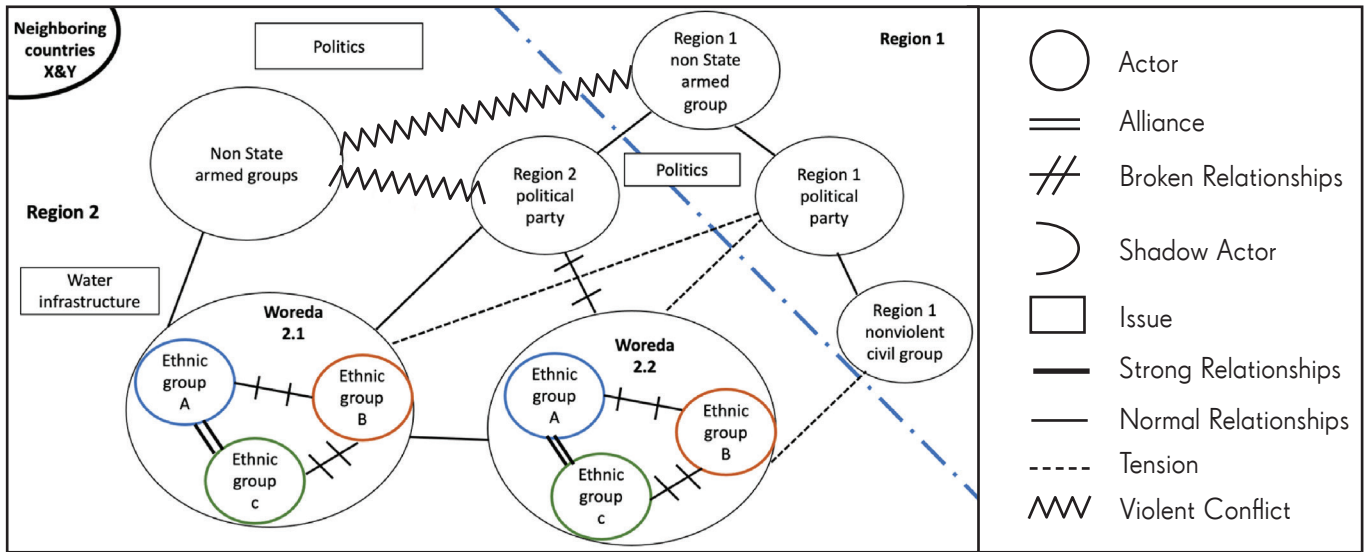 Neighboring
countries
X&Y
Politics
Region 1
non State
armed
group
Region 1
Non State
armed groups
Region 2
political
party
Politics
Region 1
political
party
Region 2
Water
infrastructure
Region 1
nonviolent
civil group
Woreda
2.1
Ethnic
group
A
Ethnic
group
B
Ethnic
group
c
Woreda
2.2
Ethnic
group
A
Ethnic
group
B
Ethnic
group
c
Actor
Alliance
Broken Relationships
Shadow Actor
Issue
Strong Relationships
Normal Relationships
Tension
Violent Conflict